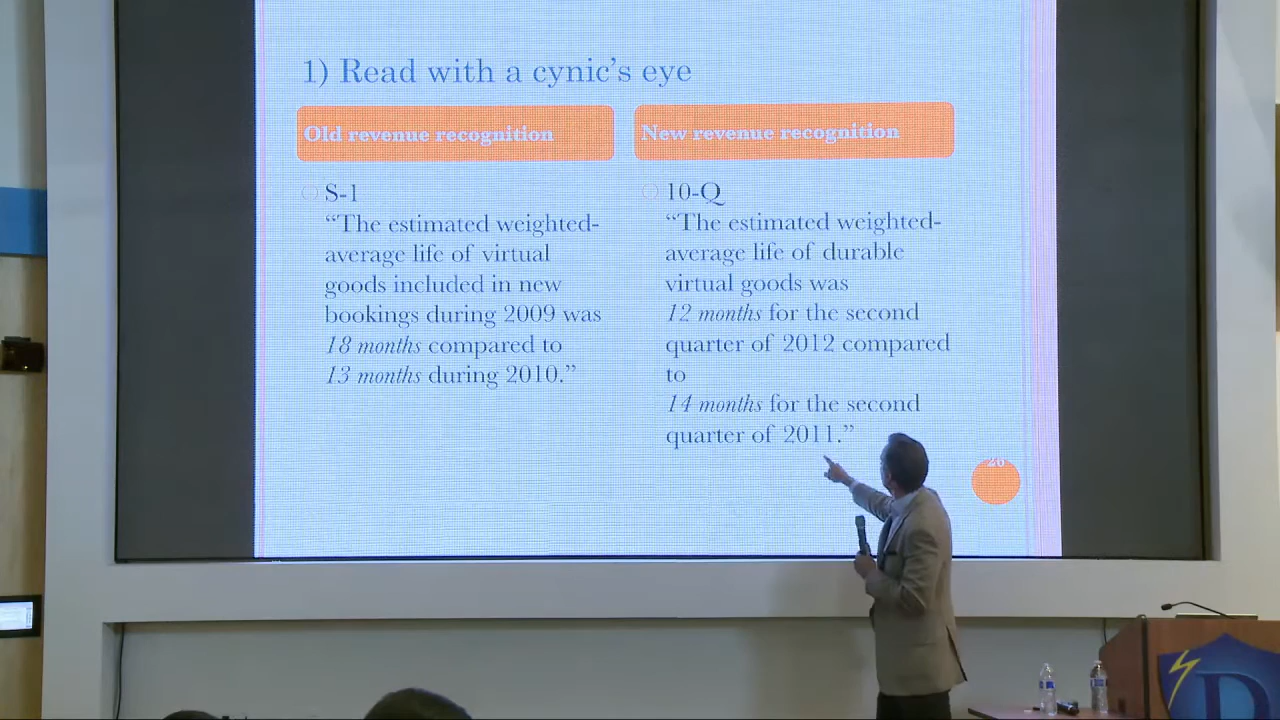 1) Read with a cynic's eye
Old revenue recognition
New revenue recognition
S-1
“The estimated weighted-
average life of virtual
goods included in new
bookings during 2009 was
18 months compared to
13 months during 2010.”
10-Q
“The estimated weighted-
average life of durable
virtual goods was
12 months for the second
quarter of 2012 compared
to
14 months for the second
quarter of 2011.”
26
D